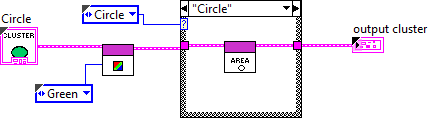 Circle
"Circle"
Circle
CLUSTER
?
output cluster
AREA
Green